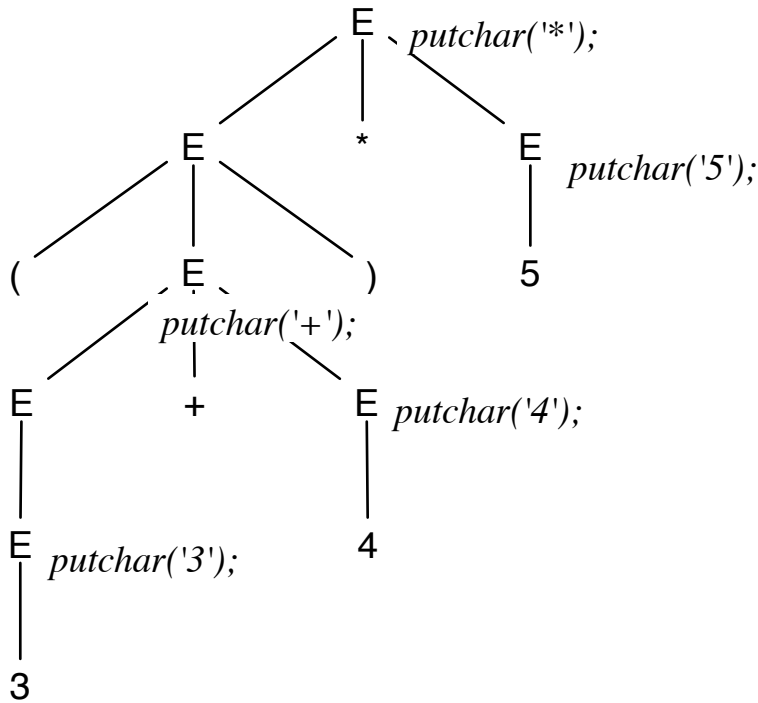 E putchar('*');
E * E putchar('5');
( E ) 5
putchar('+');
E + E putchar('4');
E putchar('3'); 4
3